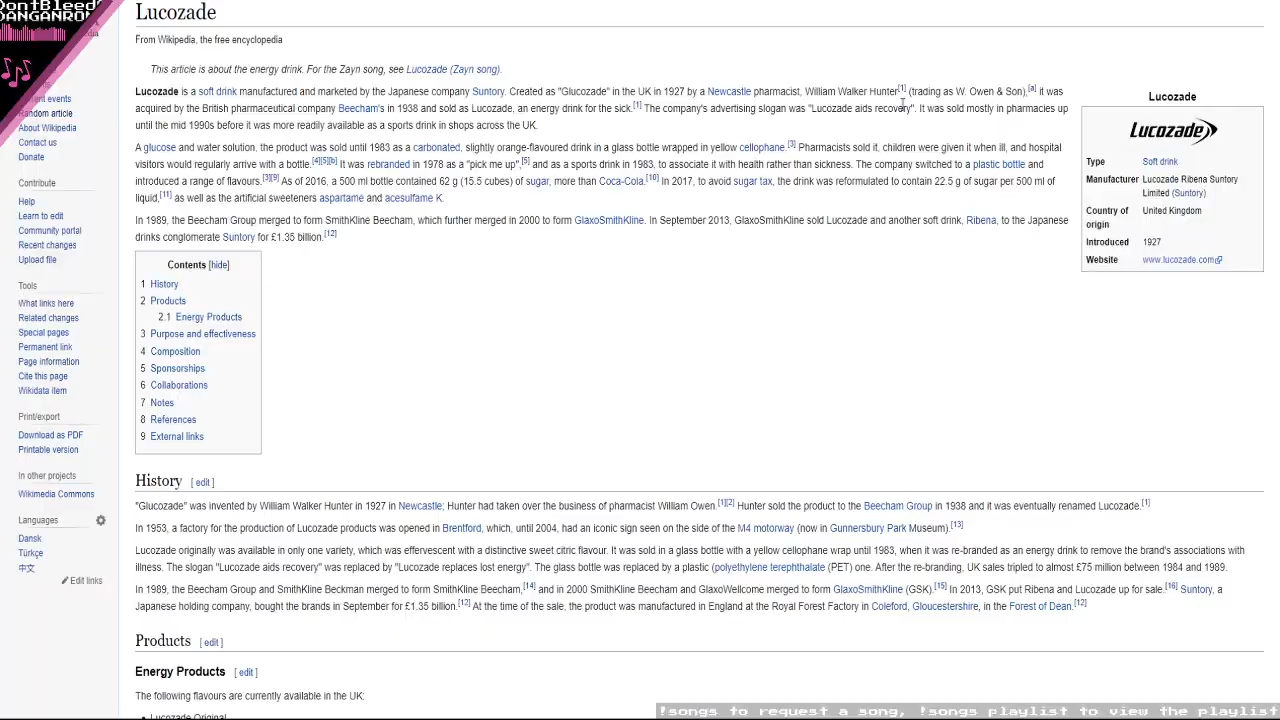 DontBleed
DANGANRON
Lucozade
From Wikipedia, the free encyclopedia
This article is about the energy drink. For the Zayn song, see Lucozade (Zayn song).
Lucozade is a soft drink manufactured and marketed by the Japanese company Suntory. Created as "Glucozade" in the UK in 1927 by a Newcastle pharmacist, William Walker Hunter[1] (trading as W. Owen & Son),[a] it was
acquired by the British pharmaceutical company Beecham's in 1938 and sold as Lucozade, an energy drink for the sick.[1] The company's advertising slogan was "Lucozade aids recovery". It was sold mostly in pharmacies up
until the mid 1990s before it was more readily available as a sports drink in shops across the UK.
A glucose and water solution, the product was sold until 1983 as a carbonated, slightly orange-flavoured drink in a glass bottle wrapped in yellow cellophane.[3] Pharmacists sold it, children were given it when ill, and hospital
visitors would regularly arrive with a bottle.[4][5][b] It was rebranded in 1978 as a "pick me up",[5] and as a sports drink in 1983, to associate it with health rather than sickness. The company switched to a plastic bottle and
introduced a range of flavours.[3][9] As of 2016, a 500 ml bottle contained 62 g (15.5 cubes) of sugar, more than Coca-Cola.[10] In 2017, to avoid sugar tax, the drink was reformulated to contain 22.5 g of sugar per 500 ml of
liquid,[11] as well as the artificial sweeteners aspartame and acesulfame K.
In 1989, the Beecham Group merged to form SmithKline Beecham, which further merged in 2000 to form GlaxoSmithKline. In September 2013, GlaxoSmithKline sold Lucozade and another soft drink, Ribena, to the Japanese
drinks conglomerate Suntory for £1.35 billion.[12]
Lucozade
Lucozade
Type Soft drink
Manufacturer Lucozade Ribena Suntory
Limited (Suntory)
Country of origin United Kingdom
Introduced 1927
Website www.lucozade.com
Random article
About Wikipedia
Contact us
Donate
Contribute
Help
Learn to edit
Community portal
Recent changes
Upload file
Tools
What links here
Related changes
Special pages
Permanent link
Page information
Cite this page
Wikidata item
Print/export
Download as PDF
Printable version
In other projects
Wikimedia Commons
Languages
Dansk
Türkçe
中文
Edit links
Contents [hide]
1 History
2 Products
2.1 Energy Products
3 Purpose and effectiveness
4 Composition
5 Sponsorships
6 Collaborations
7 Notes
8 References
9 External links
History [ edit ]
"Glucozade" was invented by William Walker Hunter in 1927 in Newcastle; Hunter had taken over the business of pharmacist William Owen.[1][2] Hunter sold the product to the Beecham Group in 1938 and it was eventually renamed Lucozade.[1]
In 1953, a factory for the production of Lucozade products was opened in Brentford, which, until 2004, had an iconic sign seen on the side of the M4 motorway (now in Gunnersbury Park Museum).[13]
Lucozade originally was available in only one variety, which was effervescent with a distinctive sweet citric flavour. It was sold in a glass bottle with a yellow cellophane wrap until 1983, when it was re-branded as an energy drink to remove the brand's associations with
illness. The slogan "Lucozade aids recovery" was replaced by "Lucozade replaces lost energy". The glass bottle was replaced by a plastic (polyethylene terephthalate (PET) one. After the re-branding, UK sales tripled to almost £75 million between 1984 and 1989.
In 1989, the Beecham Group and SmithKline Beckman merged to form SmithKline Beecham,[14] and in 2000 SmithKline Beecham and GlaxoWellcome merged to form GlaxoSmithKline (GSK).[15] In 2013, GSK put Ribena and Lucozade up for sale.[16] Suntory, a
Japanese holding company, bought the brands in September for £1.35 billion.[12] At the time of the sale, the product was manufactured in England at the Royal Forest Factory in Coleford, Gloucestershire, in the Forest of Dean.[12]
Products [ edit ]
Energy Products [ edit ]
The following flavours are currently available in the UK:
• Lucozade Original
!songs to request a song, !songs playlist to view the playlist